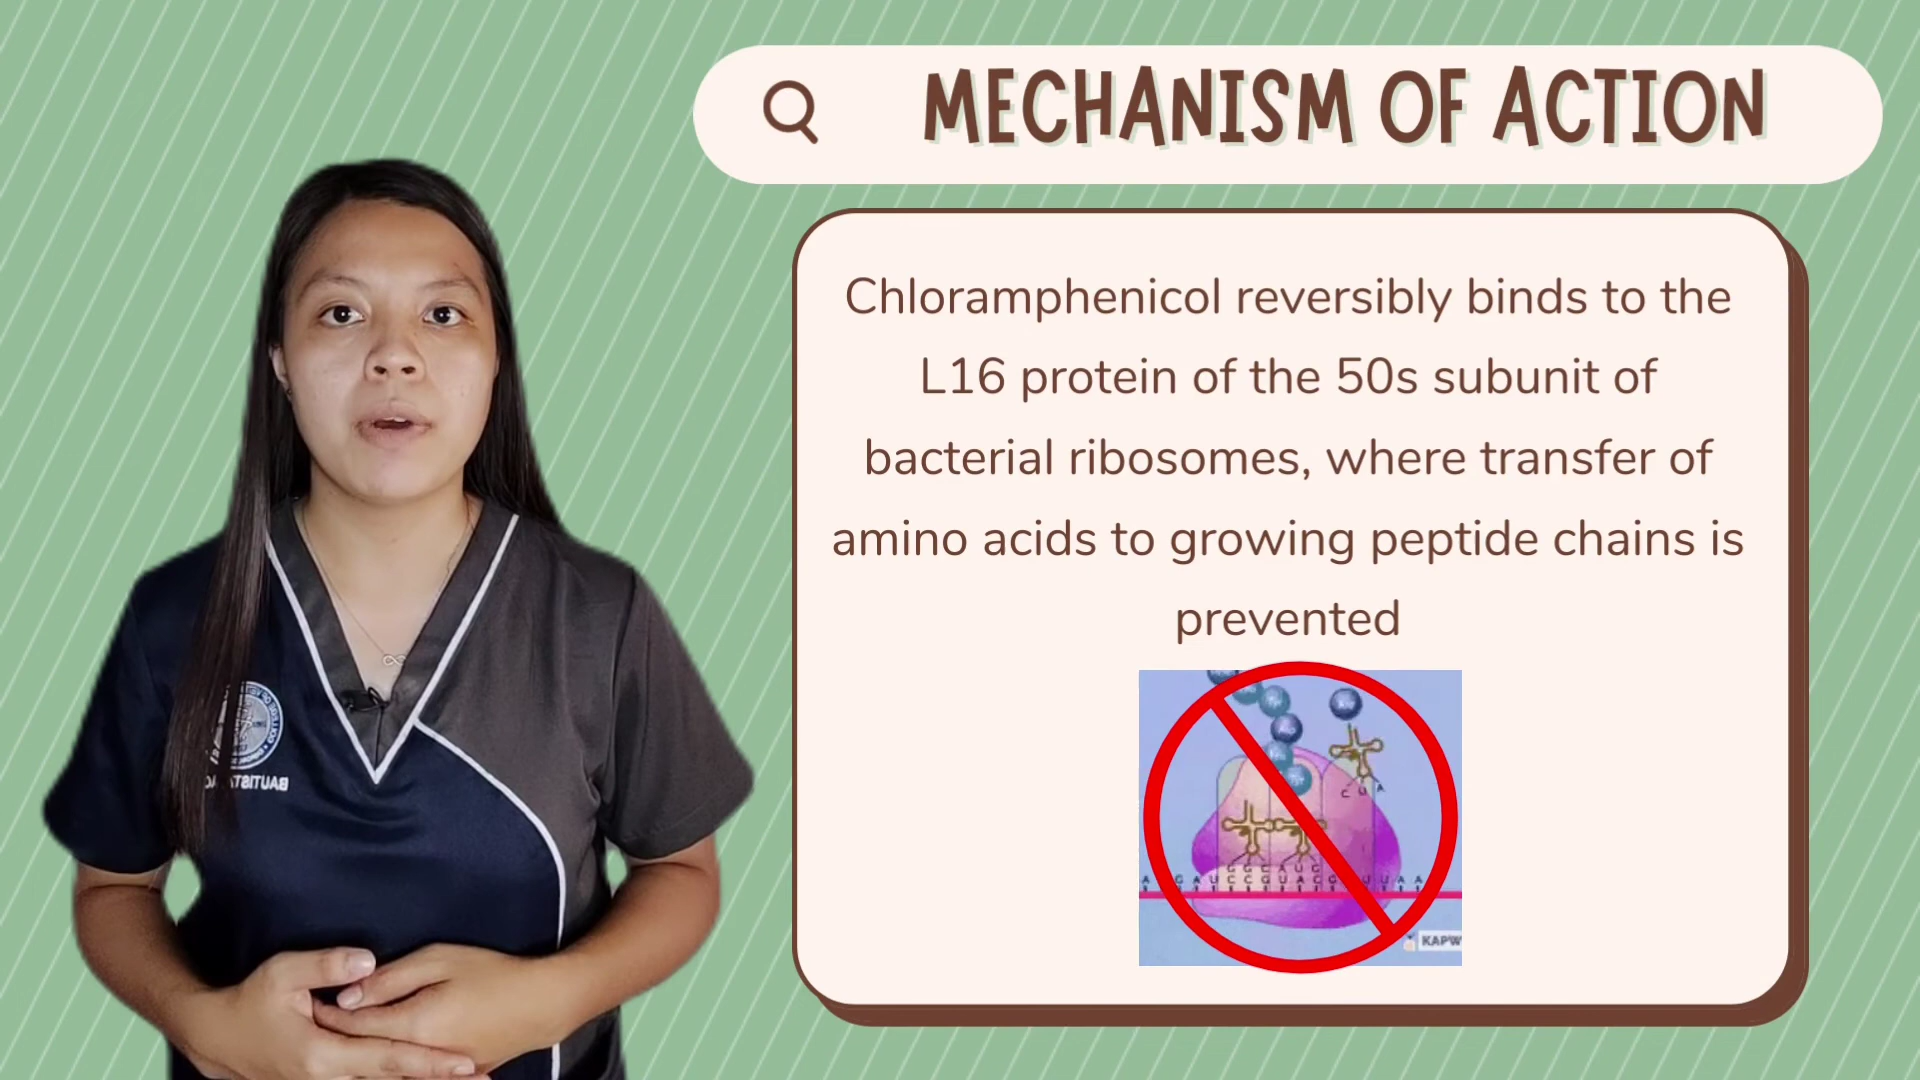 MECHANISM OF ACTION
Chloramphenicol reversibly binds to the
L16 protein of the 50s subunit of
bacterial ribosomes, where transfer of
amino acids to growing peptide chains is
prevented
C U A
KAPW